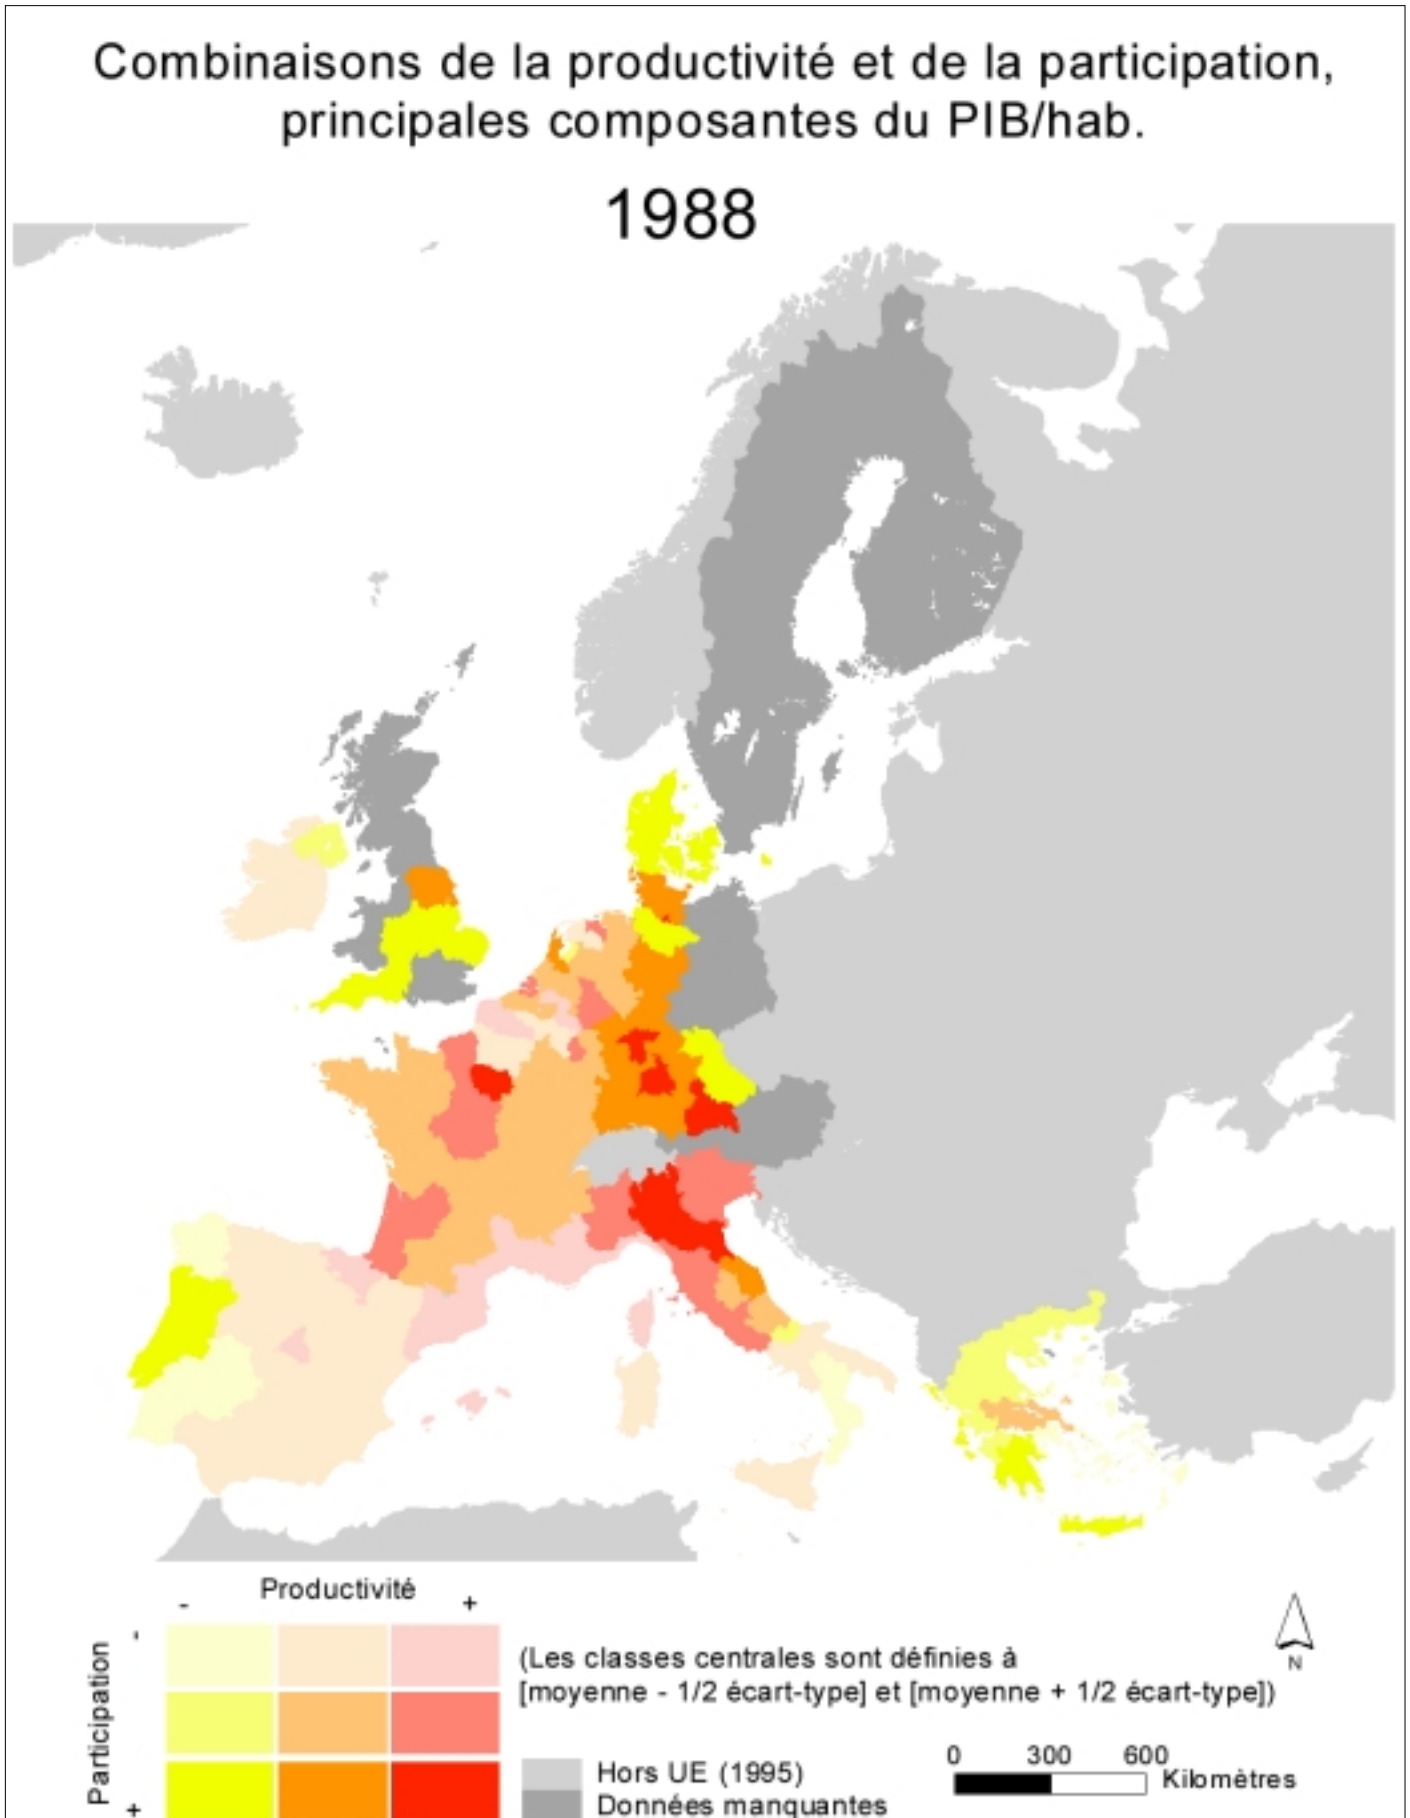 Combinaisons de la productivité et de la participation,
principales composantes du PIB/hab.
1988
Productivité
- +
-
Participation
+
(Les classes centrales sont définies à
[moyenne - 1/2 écart-type] et [moyenne + 1/2 écart-type])
N
Hors UE (1995)
Données manquantes
0 300 600
Kilomètres